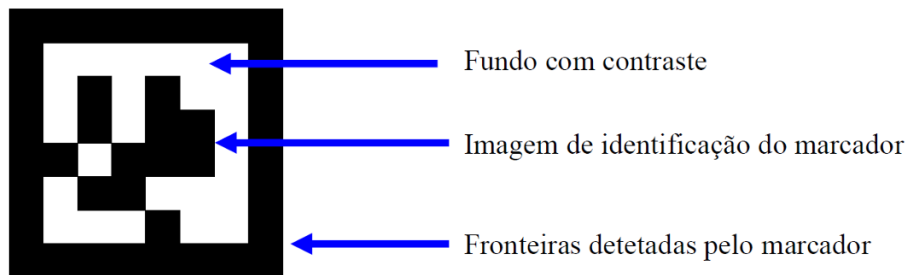 Fundo com contraste
Imagem de identificação do marcador
Fronteiras detetadas pelo marcador